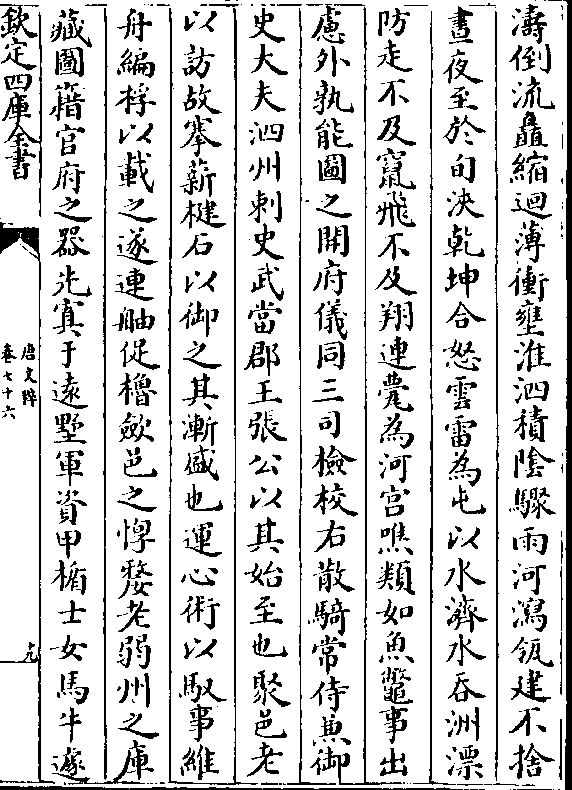 濤倒流矗縮迴薄衝壅淮泗積陰驟雨河瀉瓴建不捨
晝夜至於旬浹乾坤合怒雲雷為屯以水濟水吞洲漂
防走不及竄飛不及翔連甍為河宮噍類如魚鼈事出
慮外孰能圖之開府儀同三司檢校右散騎常侍兼御
史大夫泗州刺史武當郡王張公以其始至也聚邑老
以訪故搴薪楗石以御之其漸盛也運心術以馭事維
舟編桴以載之遂連舳促櫓斂邑之惸嫠老弱州之庫
藏圖籍官府之器先寘于遠墅軍資甲楯士女馬牛遽
欽定四庫全書
唐文粹
卷七十六